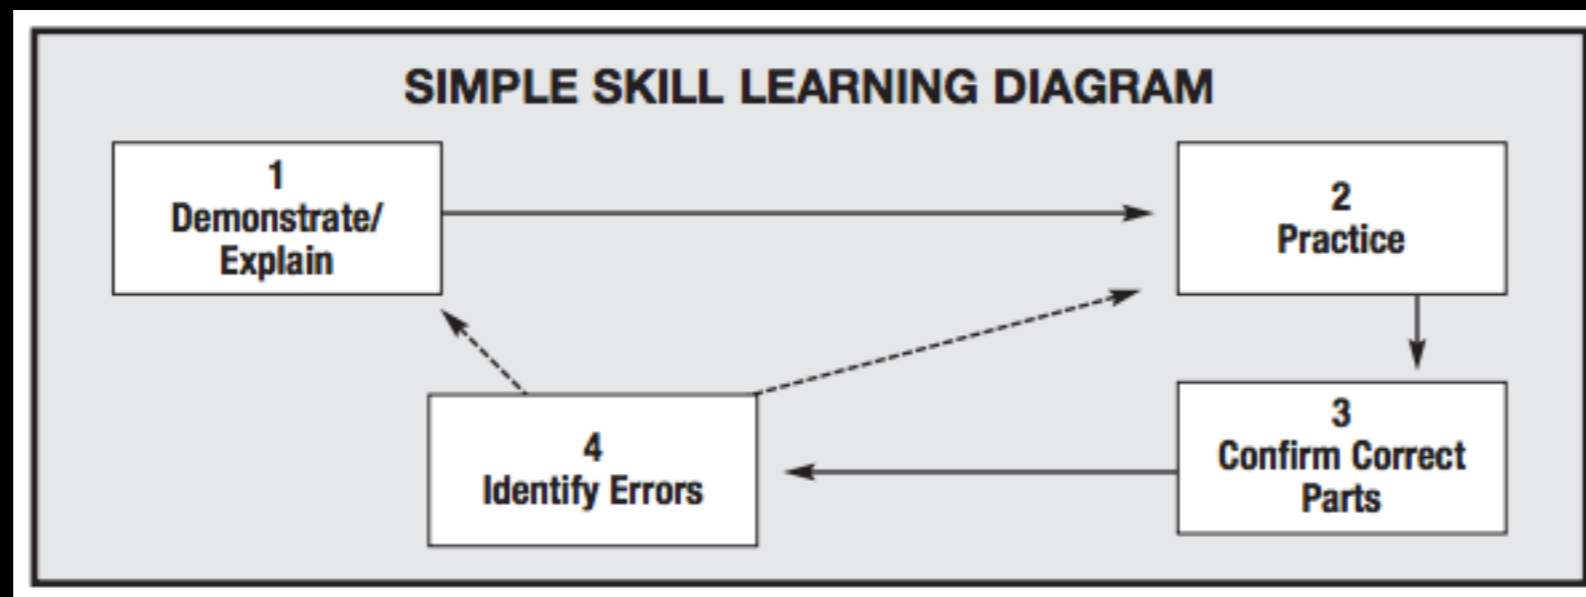 SIMPLE SKILL LEARNING DIAGRAM
1
Demonstrate/
Explain
2
Practice
3
Confirm Correct
Parts
4
Identify Errors